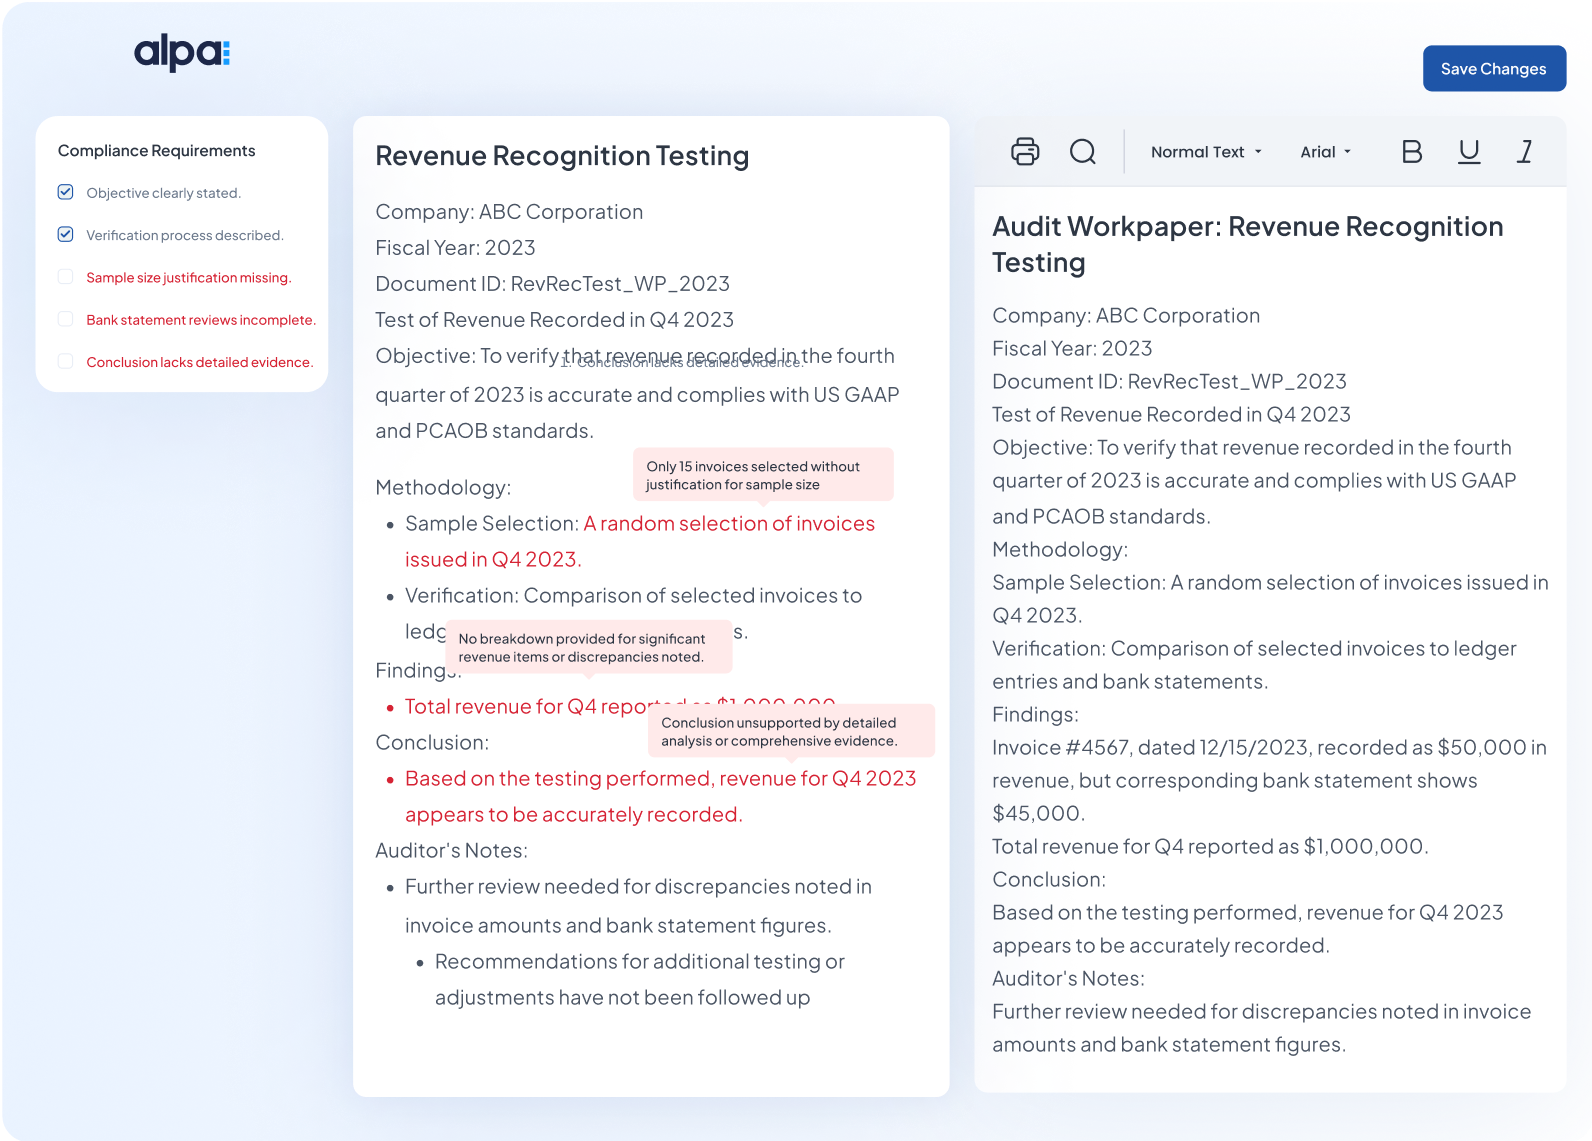 alpa
Save Changes
Compliance Requirements
Objective clearly stated.
Verification process described.
Sample size justification missing.
Bank statement reviews incomplete.
Conclusion lacks detailed evidence.
Revenue Recognition Testing
Company: ABC Corporation
Fiscal Year: 2023
Document ID: RevRecTest_WP_2023
Test of Revenue Recorded in Q4 2023
Objective: To verify that revenue recorded in the fourth
1. Conclusion lacks detailed evidence.
quarter of 2023 is accurate and complies with US GAAP
and PCAOB standards.
Only 15 invoices selected without
justification for sample size
Methodology:
• Sample Selection: A random selection of invoices
issued in Q4 2023.
• Verification: Comparison of selected invoices to
No breakdown provided for significant
revenue items or discrepancies noted.
Findings:
• Total revenue for Q4 reported as $1,000,000
Conclusion unsupported by detailed
analysis or comprehensive evidence.
Conclusion:
• Based on the testing performed, revenue for Q4 2023
appears to be accurately recorded.
Auditor's Notes:
• Further review needed for discrepancies noted in
invoice amounts and bank statement figures.
• Recommendations for additional testing or
adjustments have not been followed up
Normal Text
Arial
B
U
I
Audit Workpaper: Revenue Recognition
Testing
Company: ABC Corporation
Fiscal Year: 2023
Document ID: RevRecTest_WP_2023
Test of Revenue Recorded in Q4 2023
Objective: To verify that revenue recorded in the fourth
quarter of 2023 is accurate and complies with US GAAP
and PCAOB standards.
Methodology:
Sample Selection: A random selection of invoices issued in
Q4 2023.
Verification: Comparison of selected invoices to ledger
entries and bank statements.
Findings:
Invoice #4567, dated 12/15/2023, recorded as $50,000 in
revenue, but corresponding bank statement shows
$45,000.
Total revenue for Q4 reported as $1,000,000.
Conclusion:
Based on the testing performed, revenue for Q4 2023
appears to be accurately recorded.
Auditor's Notes:
Further review needed for discrepancies noted in invoice
amounts and bank statement figures.